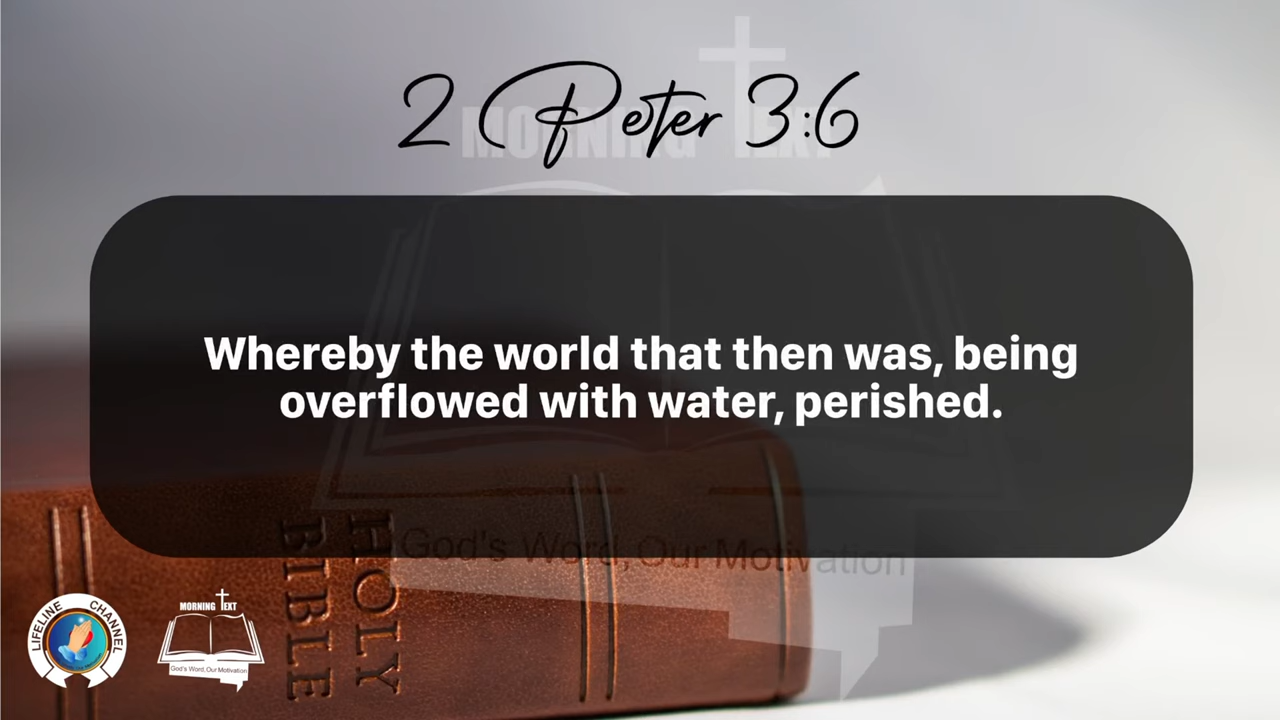 2 Peter 3:6
MORNING TEXT
Whereby the world that then was, being
overflowed with water, perished.
God's Word, Our Motivation
HOLY
BIBLE
LIFELINE CHANNEL
MORNING TEXT
God's Word, Our Motivation